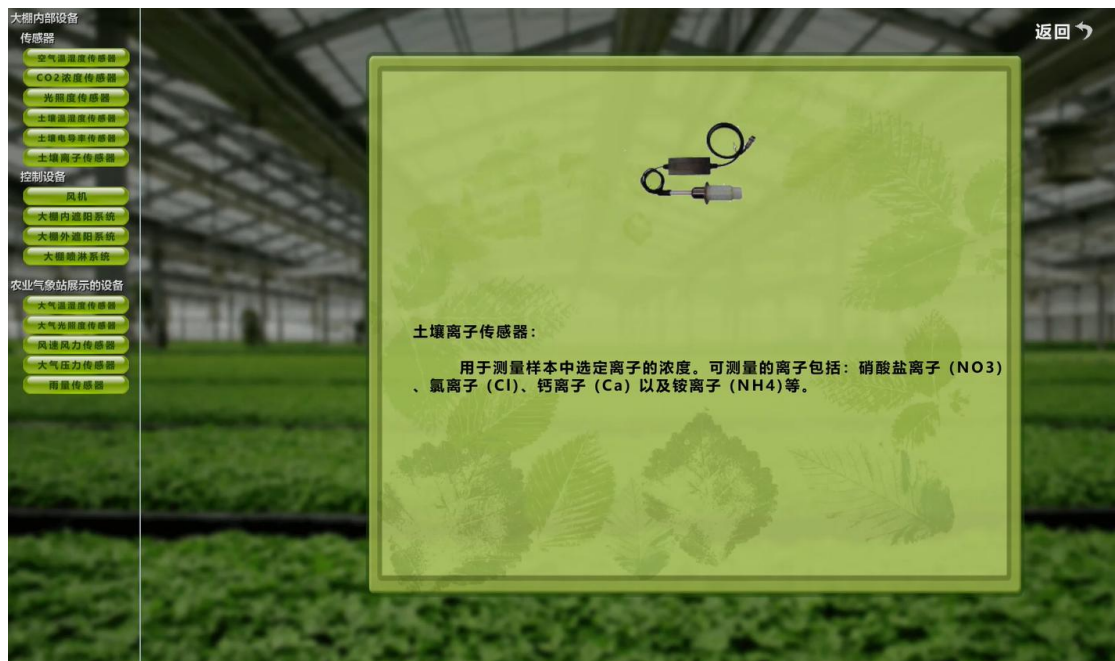 大棚内部设备
传感器
空气温湿度传感器
CO2浓度传感器
光照度传感器
土壤温湿度传感器
土壤电导率传感器
土壤离子传感器
控制设备
风机
大棚内遮阳系统
大棚外遮阳系统
大棚喷淋系统
农业气象站展示的设备
大气温湿度传感器
大气光照度传感器
风速风力传感器
大气压力传感器
雨量传感器
返回
土壤离子传感器：
用于测量样本中选定离子的浓度。可测量的离子包括：硝酸盐离子 (NO3)
、氯离子 (Cl)、钙离子 (Ca) 以及铵离子 (NH4)等。